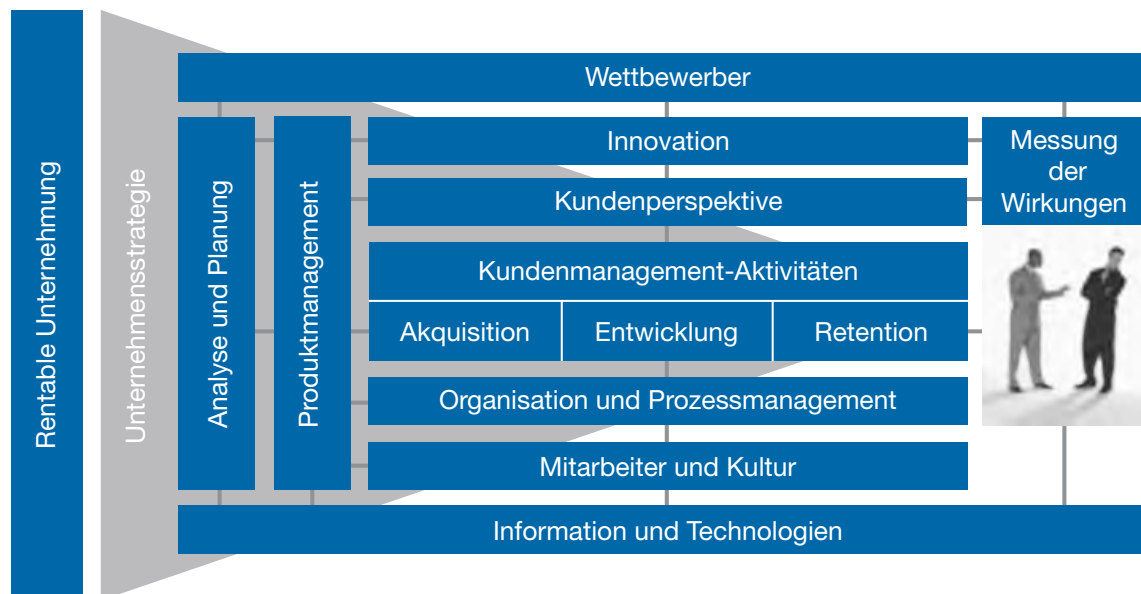 Rentable Unternehmung
Unternehmensstrategie
Wettbewerber
Analyse und Planung
Produktmanagement
Innovation
Kundenperspektive
Kundenmanagement-Aktivitäten
Akquisition
Entwicklung
Retention
Organisation und Prozessmanagement
Mitarbeiter und Kultur
Messung
der
Wirkungen
Information und Technologien